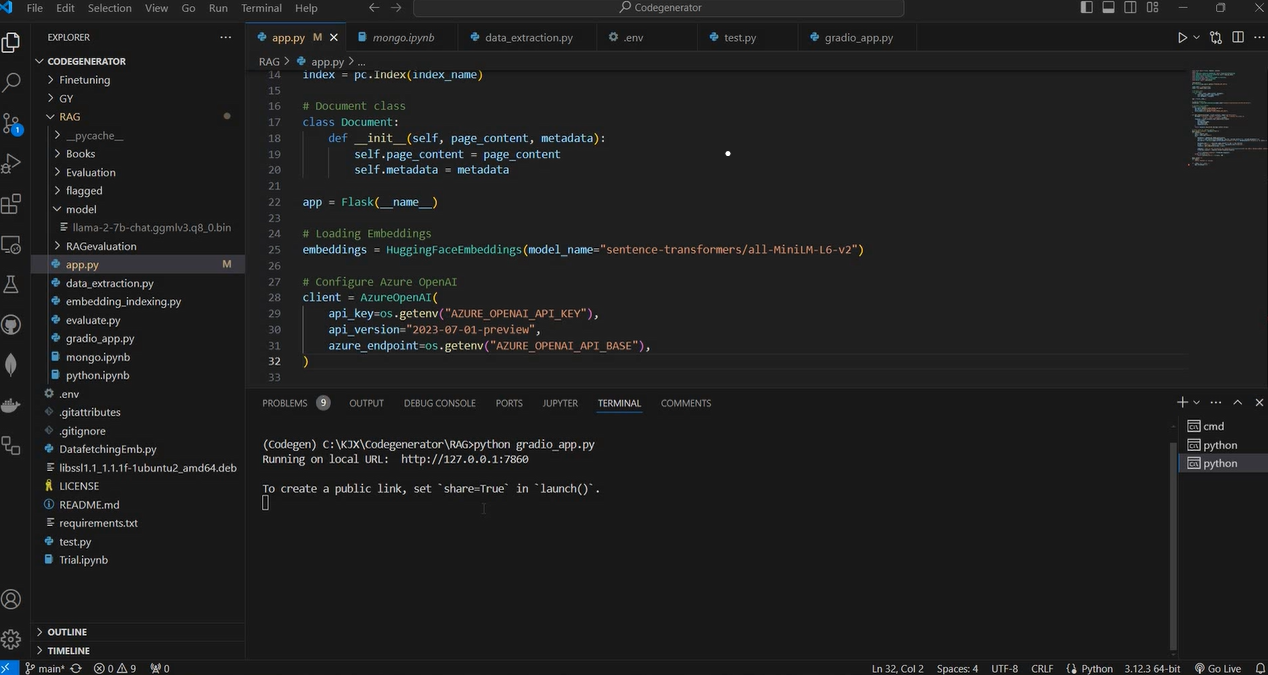 File Edit Selection View Go Run Terminal Help
Codegenerator
EXPLORER
CODEGENERATOR
Finetuning
GY
RAG
__pycache__
Books
Evaluation
flagged
model
llama-2-7b-chat.ggmlv3.q8_0.bin
RAGevaluation
app.py M
data_extraction.py
embedding_indexing.py
evaluate.py
gradio_app.py
mongo.ipynb
python.ipynb
.env
.gitattributes
.gitignore
DatafetchingEmb.py
libssl1.1_1.1.1f-1ubuntu2_amd64.deb
LICENSE
README.md
requirements.txt
test.py
Trial.ipynb
OUTLINE
TIMELINE
1
app.py M
mongo.ipynb
data_extraction.py
.env
test.py
gradio_app.py
RAG > app.py > ...
14 index = pc.Index(index_name)
15
16 # Document class
17 class Document:
18 def __init__(self, page_content, metadata):
19 self.page_content = page_content
20 self.metadata = metadata
21
22 app = Flask(__name__)
23
24 # Loading Embeddings
25 embeddings = HuggingFaceEmbeddings(model_name="sentence-transformers/all-MiniLM-L6-v2")
26
27 # Configure Azure OpenAI
28 client = AzureOpenAI(
29 api_key=os.getenv("AZURE_OPENAI_API_KEY"),
30 api_version="2023-07-01-preview",
31 azure_endpoint=os.getenv("AZURE_OPENAI_API_BASE"),
32 )
33
PROBLEMS 9 OUTPUT DEBUG CONSOLE PORTS JUPYTER TERMINAL COMMENTS
(Codegen) C:\KJX\Codegenerator\RAG>python gradio_app.py
Running on local URL: http://127.0.0.1:7860
To create a public link, set `share=True` in `launch()`.
cmd
python
python
main* 0 9 0
Ln 32, Col 2 Spaces: 4 UTF-8 CRLF Python 3.12.3 64-bit Go Live